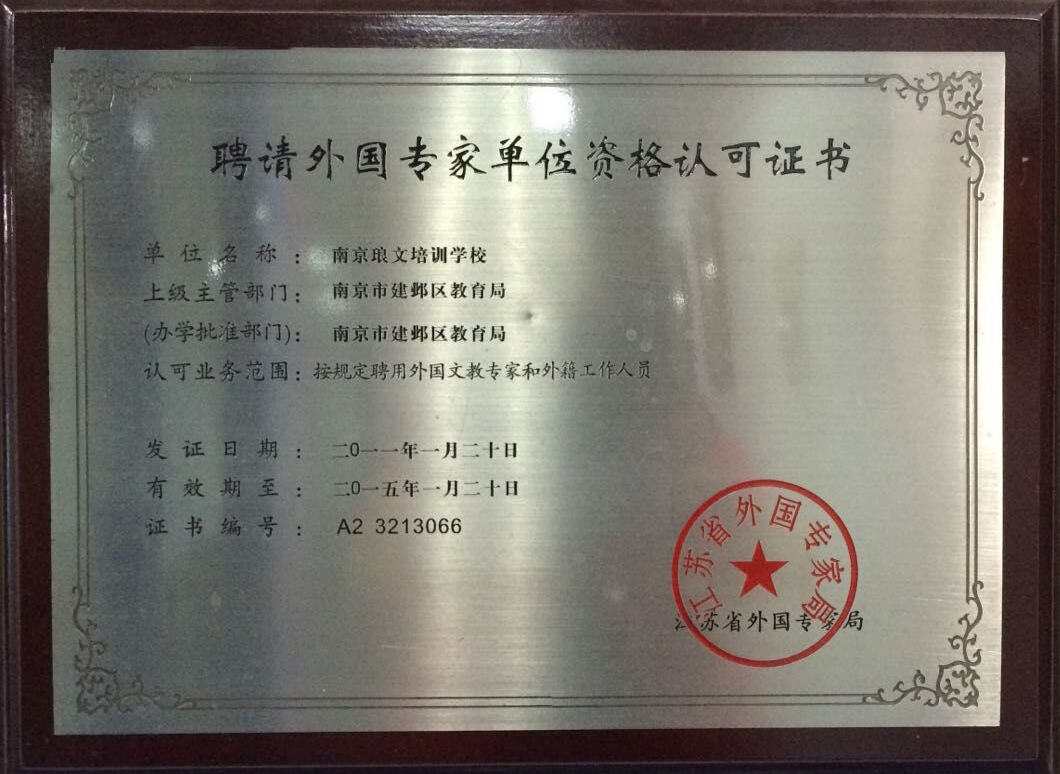 聘请外国专家单位资格认可证书
单位名称： 南京琅文培训学校
上级主管部门： 南京市建邺区教育局
(办学批准部门)： 南京市建邺区教育局
认可业务范围：按规定聘用外国文教专家和外籍工作人员
发证日期： 二0一一年一月二十日
有效期至： 二0一五年一月二十日
证书编号： A2 3213066
江苏省外国专家局
江苏省外国专家局